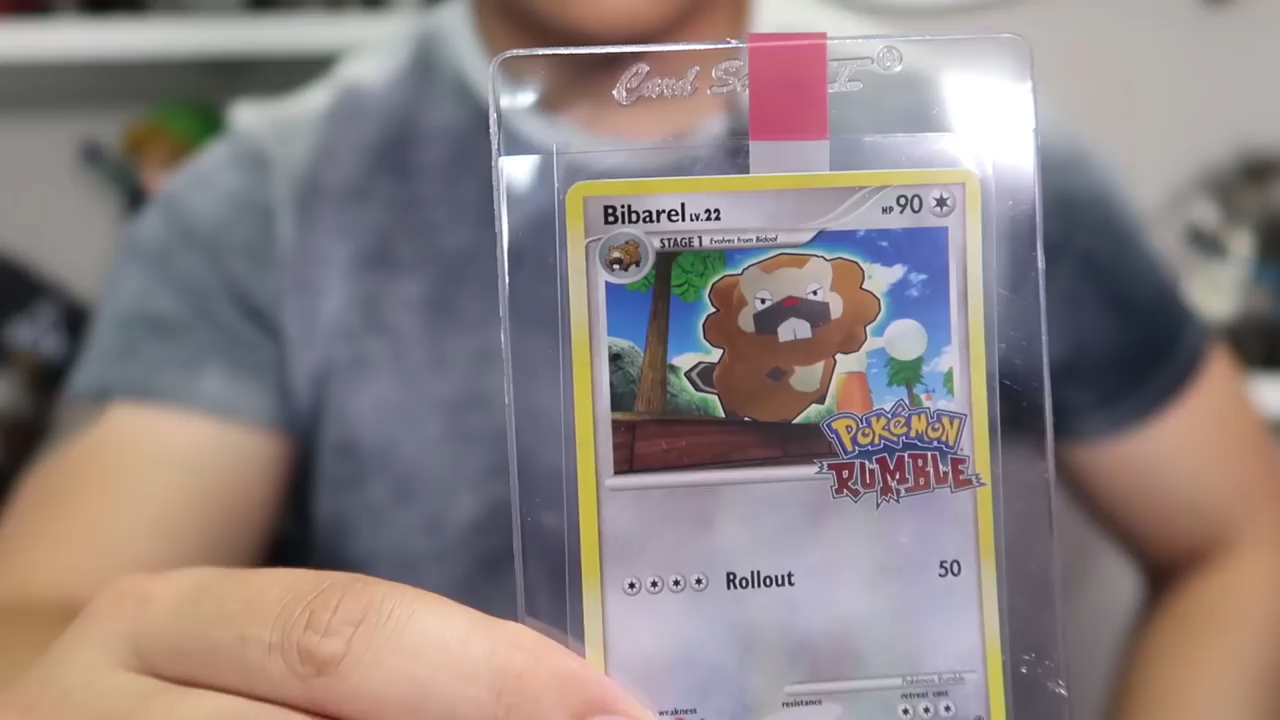 Card
II®
Bibarel LV.22
HP 90
STAGE 1 Evolves from Bidoof
POKéMON
RUMBLE
Rollout 50
Pokémon Rumble
weakness
resistance
retreat cost